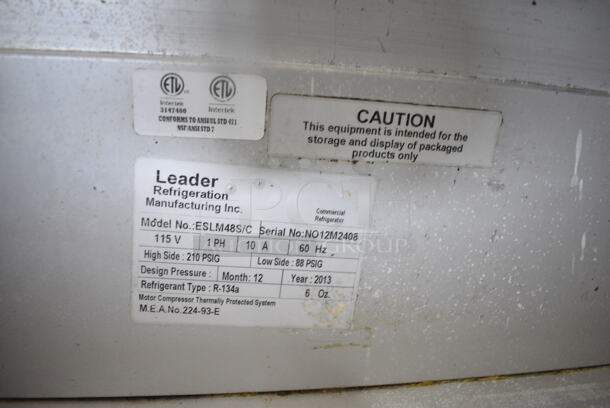 Intertek
3147460
Intertek
CONFORMS TO ANSI/UL STD 471
NSF/ANSI STD 7
CAUTION
This equipment is intended for the
storage and display of packaged
products only
Leader
Refrigeration
Manufacturing Inc.
Commercial
Refrigerator
Model No.:ESLM48S/C Serial No:NO12M2408
115 V 1 PH 10 A 60 Hz
High Side : 210 PSIG Low Side : 88 PSIG
Design Pressure : Month: 12 Year : 2013
Refrigerant Type : R-134a 6 Oz.
Motor Compressor Thermally Protected System
M.E.A.No.224-93-E